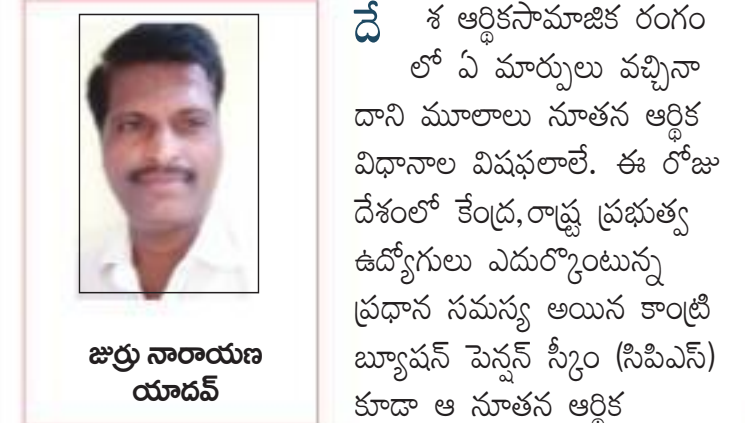 జుర్రు నారాయణ
యాదవ్
దే శ ఆర్థికసామాజిక రంగం
లో ఏ మార్పులు వచ్చినా
దాని మూలాలు నూతన ఆర్థిక
విధానాల విషఫలాలే. ఈ రోజు
దేశంలో కేంద్ర,రాష్ట్ర ప్రభుత్వ
ఉద్యోగులు ఎదుర్కొంటున్న
ప్రధాన సమస్య అయిన కాంట్రి
బ్యూషన్ పెన్షన్ స్కీం (సిపిఎస్)
కూడా ఆ నూతన ఆర్థిక